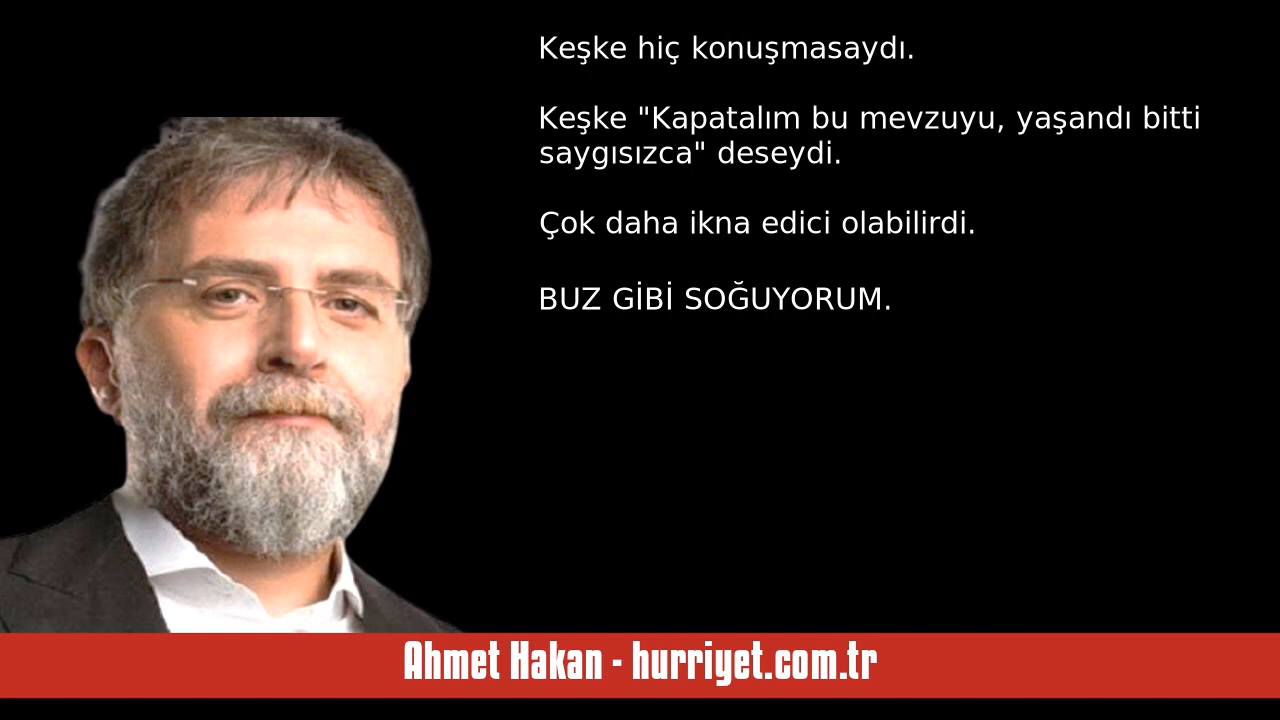 Keşke hiç konuşmasaydı.
Keşke "Kapatalım bu mevzuyu, yaşandı bitti
saygısızca" deseydi.
Çok daha ikna edici olabilirdi.
BUZ GİBİ SOĞUYORUM.
Ahmet Hakan - hurriyet.com.tr